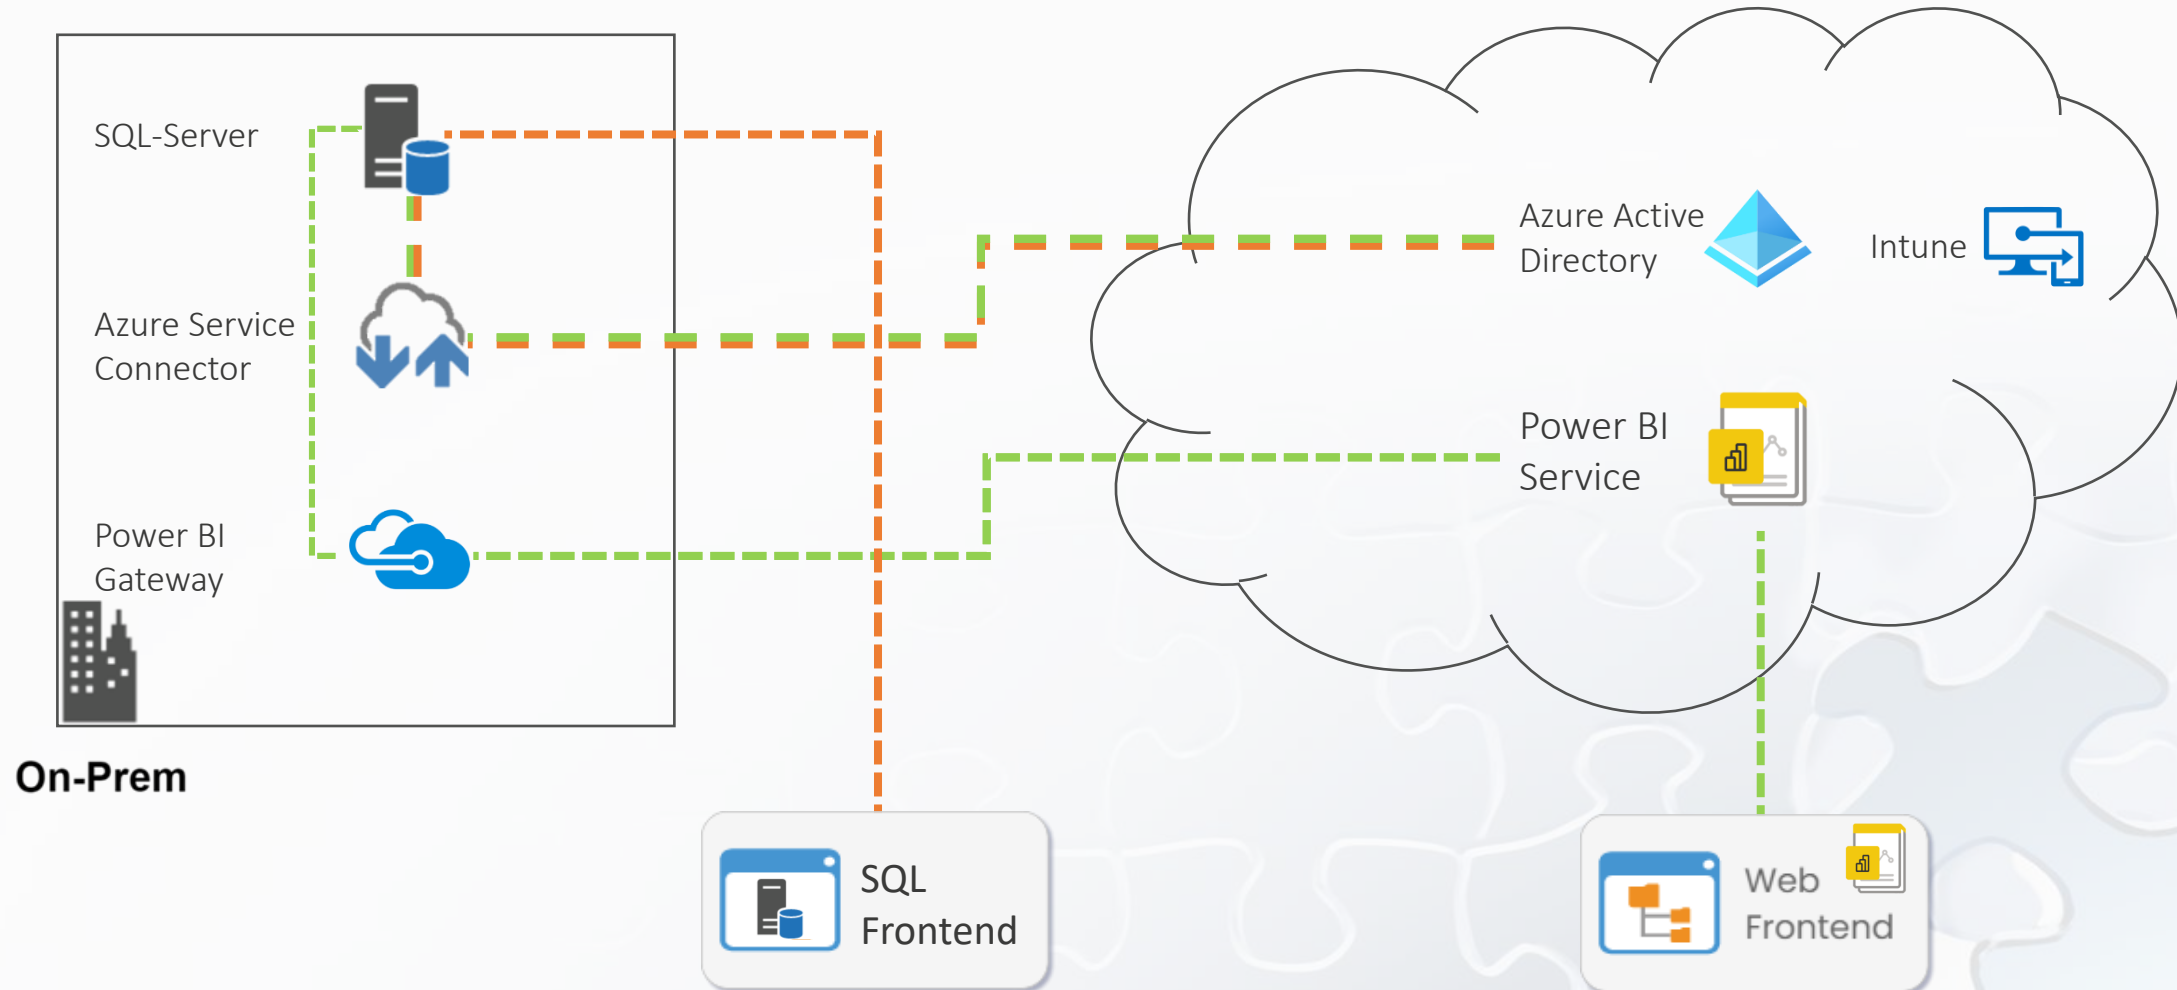 SQL-Server
Azure Service
Connector
Power BI
Gateway
On-Prem
Azure Active
Directory
Intune
Power BI
Service
SQL
Frontend
Web
Frontend